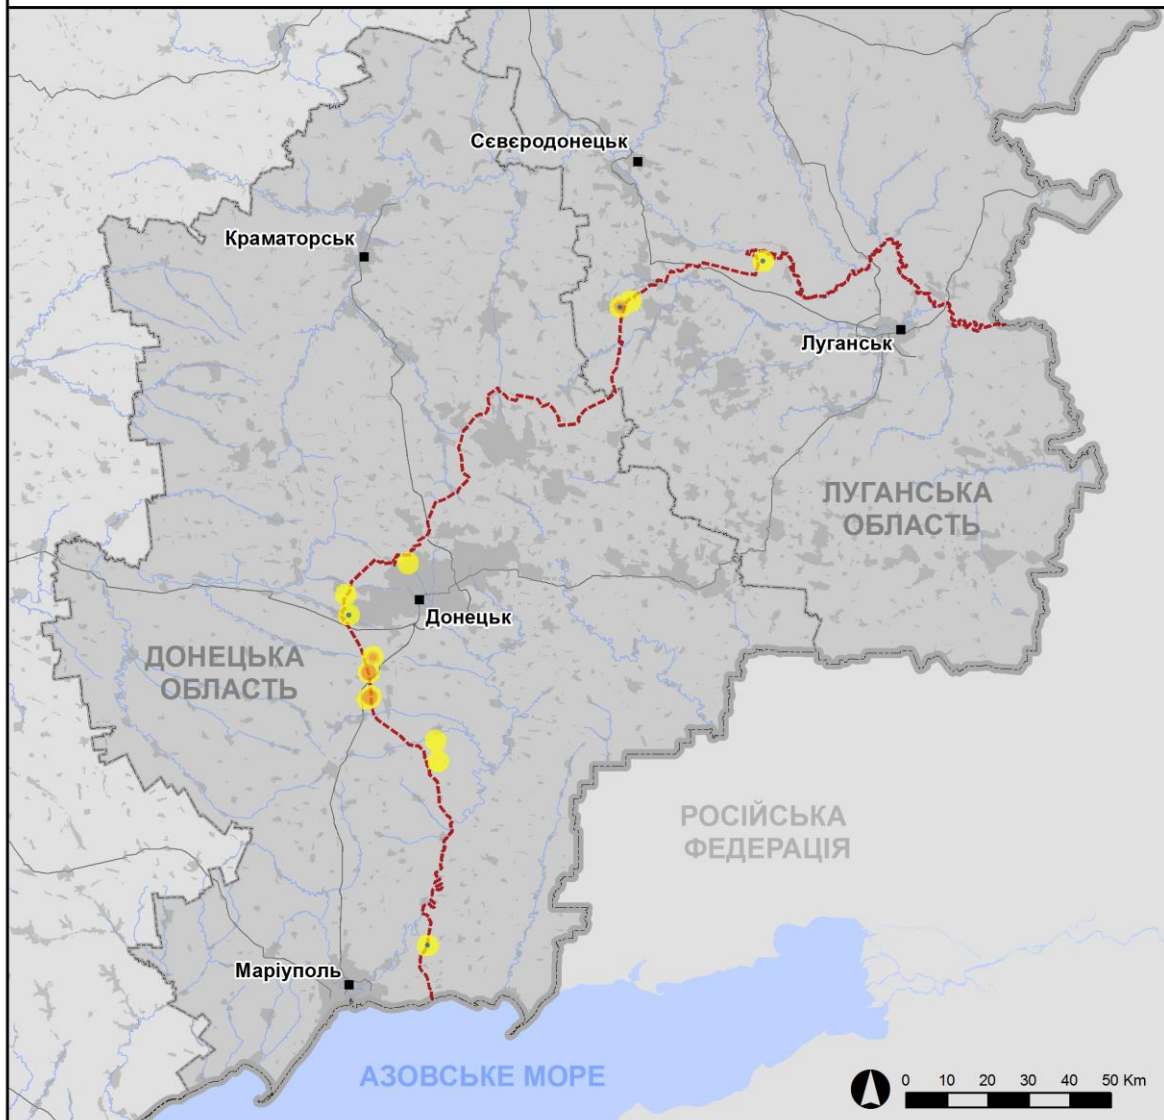 Сєвєродонецьк
Краматорськ
Луганськ
ЛУГАНСЬКА
ОБЛАСТЬ
Донецьк
ДОНЕЦЬКА
ОБЛАСТЬ
РОСІЙСЬКА
ФЕДЕРАЦІЯ
Маріуполь
АЗОВСЬКЕ МОРЕ
0 10 20 30 40 50 Km